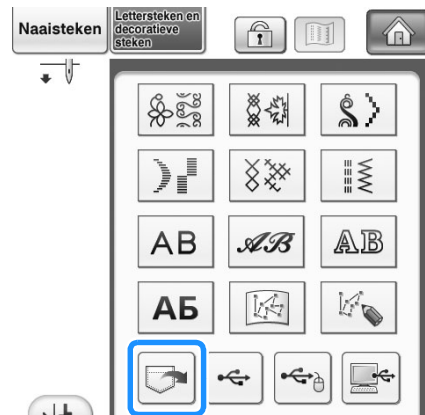 Naaisteken
Lettersteken en
decoratieve
steken
AB
AB
AB
АБ